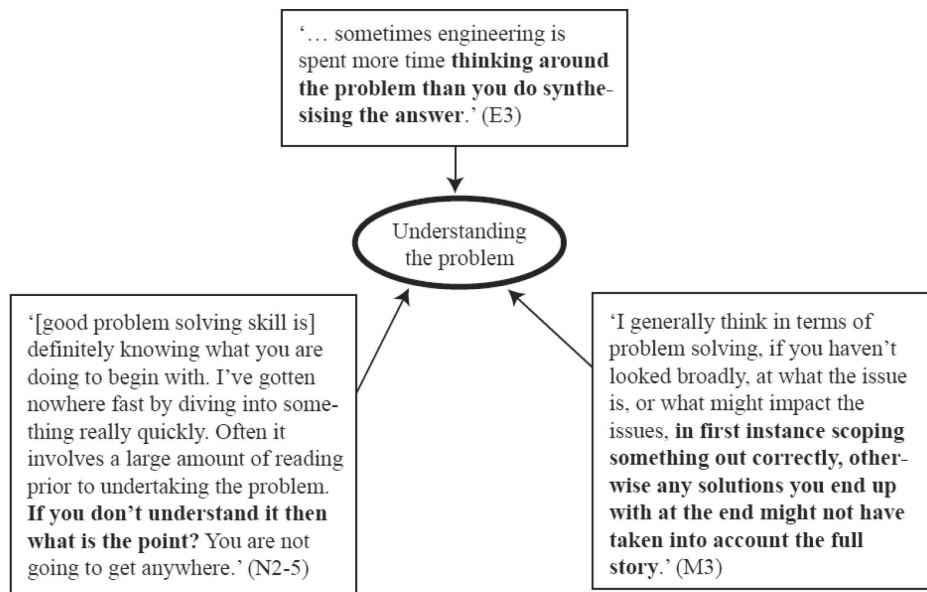 ‘… sometimes engineering is
spent more time thinking around
the problem than you do synthe-
sising the answer.’ (E3)
Understanding
the problem
‘[good problem solving skill is]
definitely knowing what you are
doing to begin with. I’ve gotten
nowhere fast by diving into some-
thing really quickly. Often it
involves a large amount of reading
prior to undertaking the problem.
If you don’t understand it then
what is the point? You are not
going to get anywhere.’ (N2-5)
‘I generally think in terms of
problem solving, if you haven’t
looked broadly, at what the issue
is, or what might impact the
issues, in first instance scoping
something out correctly, other-
wise any solutions you end up
with at the end might not have
taken into account the full
story.’ (M3)